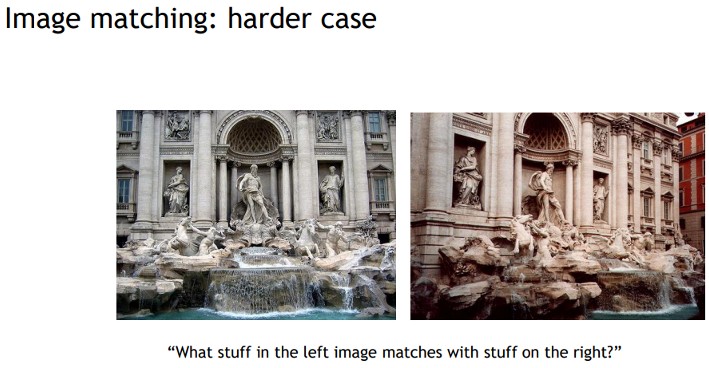 Image matching: harder case
“What stuff in the left image matches with stuff on the right?”